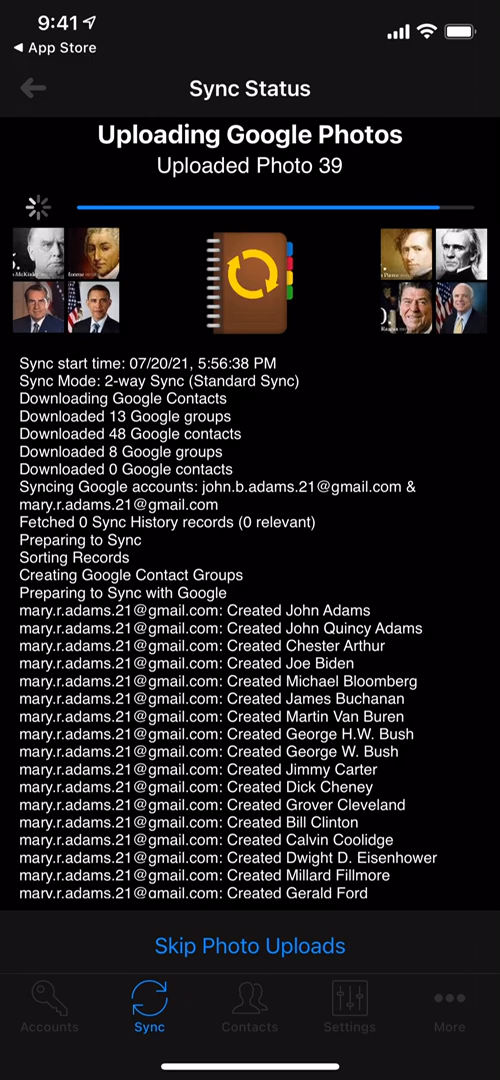 9:41
◀ App Store
Sync Status
Uploading Google Photos
Uploaded Photo 39
McKinley
Monroe
Pierce
Reagan
Sync start time: 07/20/21, 5:56:38 PM
Sync Mode: 2-way Sync (Standard Sync)
Downloading Google Contacts
Downloaded 13 Google groups
Downloaded 48 Google contacts
Downloaded 8 Google groups
Downloaded 0 Google contacts
Syncing Google accounts: john.b.adams.21@gmail.com &
mary.r.adams.21@gmail.com
Fetched 0 Sync History records (0 relevant)
Preparing to Sync
Sorting Records
Creating Google Contact Groups
Preparing to Sync with Google
mary.r.adams.21@gmail.com: Created John Adams
mary.r.adams.21@gmail.com: Created John Quincy Adams
mary.r.adams.21@gmail.com: Created Chester Arthur
mary.r.adams.21@gmail.com: Created Joe Biden
mary.r.adams.21@gmail.com: Created Michael Bloomberg
mary.r.adams.21@gmail.com: Created James Buchanan
mary.r.adams.21@gmail.com: Created Martin Van Buren
mary.r.adams.21@gmail.com: Created George H.W. Bush
mary.r.adams.21@gmail.com: Created George W. Bush
mary.r.adams.21@gmail.com: Created Jimmy Carter
mary.r.adams.21@gmail.com: Created Dick Cheney
mary.r.adams.21@gmail.com: Created Grover Cleveland
mary.r.adams.21@gmail.com: Created Bill Clinton
mary.r.adams.21@gmail.com: Created Calvin Coolidge
mary.r.adams.21@gmail.com: Created Dwight D. Eisenhower
mary.r.adams.21@gmail.com: Created Millard Fillmore
mary.r.adams.21@gmail.com: Created Gerald Ford
Skip Photo Uploads
Accounts
Sync
Contacts
Settings
More